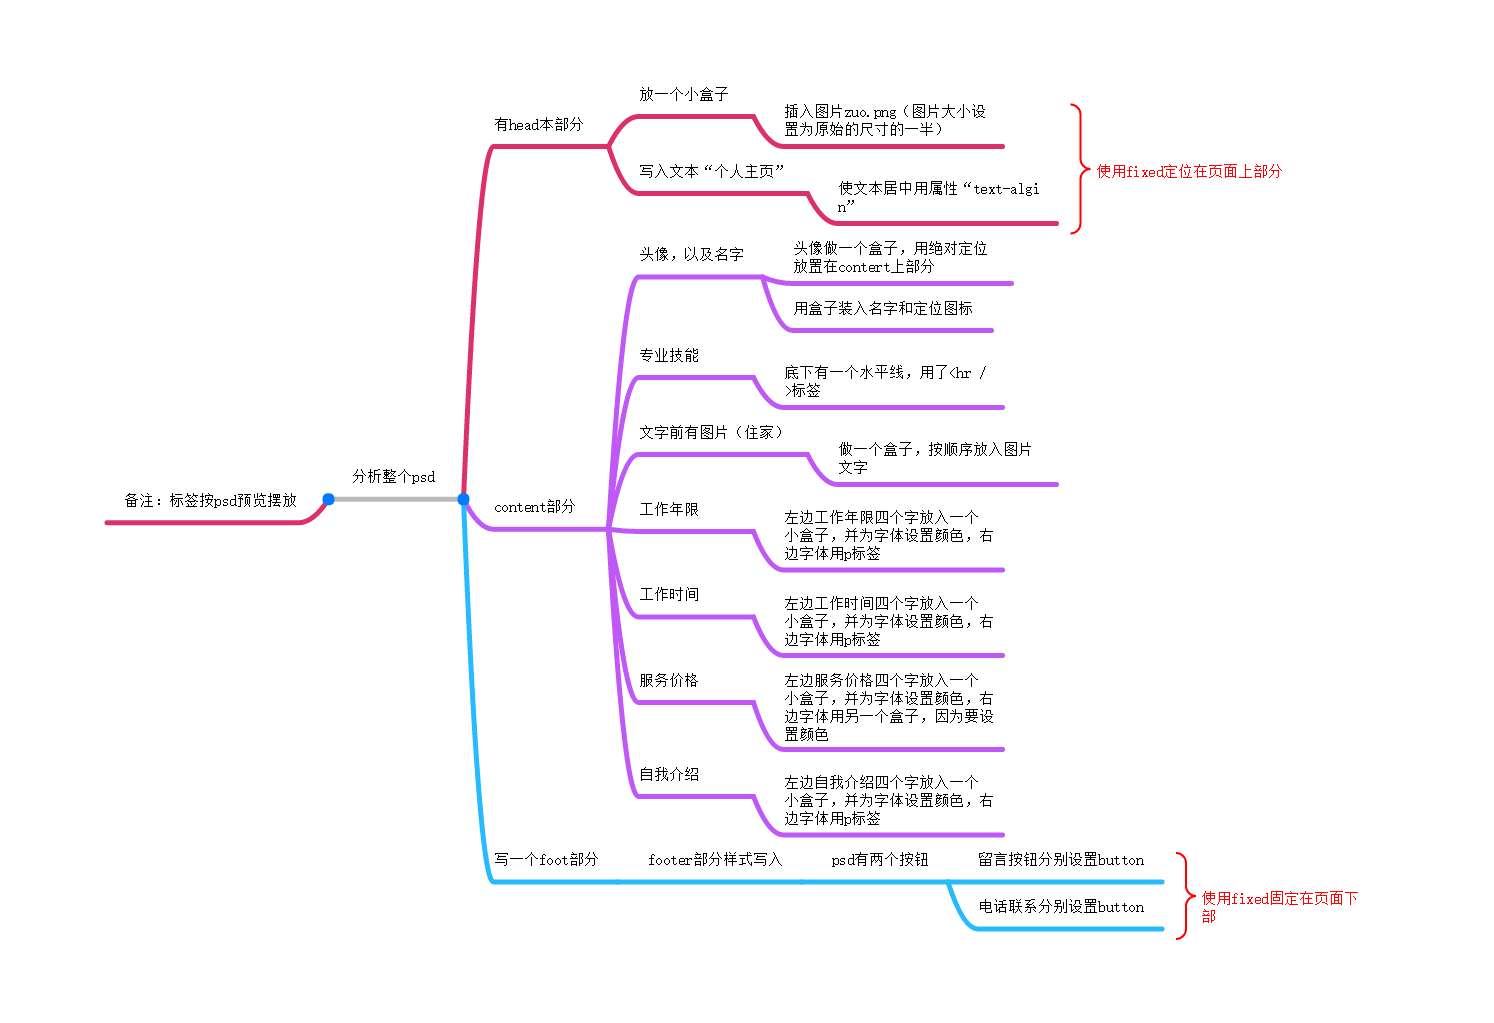 放一个小盒子
有head本部分
插入图片zuo.png（图片大小设
置为原始的尺寸的一半）
写入文本“个人主页”
使文本居中用属性“text-algi
n”
使用fixed定位在页面上部分
头像，以及名字
头像做一个盒子，用绝对定位
放置在contert上部分
用盒子装入名字和定位图标
专业技能
底下有一个水平线，用了<hr /
>标签
文字前有图片（住家）
做一个盒子，按顺序放入图片
文字
分析整个psd
备注：标签按psd预览摆放
content部分
工作年限
左边工作年限四个字放入一个
小盒子，并为字体设置颜色，右
边字体用p标签
工作时间
左边工作时间四个字放入一个
小盒子，并为字体设置颜色，右
边字体用p标签
服务价格
左边服务价格四个字放入一个
小盒子，并为字体设置颜色，右
边字体用另一个盒子，因为要设
置颜色
自我介绍
左边自我介绍四个字放入一个
小盒子，并为字体设置颜色，右
边字体用p标签
写一个foot部分
footer部分样式写入
psd有两个按钮
留言按钮分别设置button
电话联系分别设置button
使用fixed固定在页面下
部